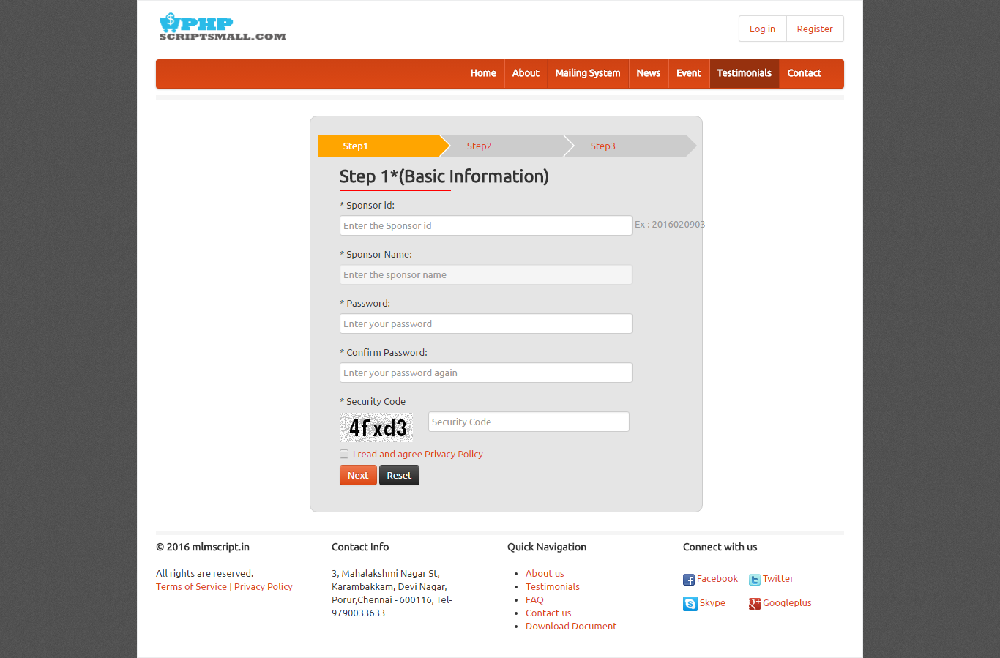 PHP
SCRIPTSMALL.COM
Log in
Register
Home
About
Mailing System
News
Event
Testimonials
Contact
Step1
Step2
Step3
Step 1*(Basic Information)
* Sponsor id:
Enter the Sponsor id
Ex : 2016020903
* Sponsor Name:
Enter the sponsor name
* Password:
Enter your password
* Confirm Password:
Enter your password again
* Security Code
4fxd3
Security Code
I read and agree Privacy Policy
Next
Reset
© 2016 mlmscript.in
All rights are reserved.
Terms of Service | Privacy Policy
Contact Info
3, Mahalakshmi Nagar St,
Karambakkam, Devi Nagar,
Porur,Chennai - 600116, Tel-
9790033633
Quick Navigation
About us
Testimonials
FAQ
Contact us
Download Document
Connect with us
Facebook
Twitter
Skype
Googleplus